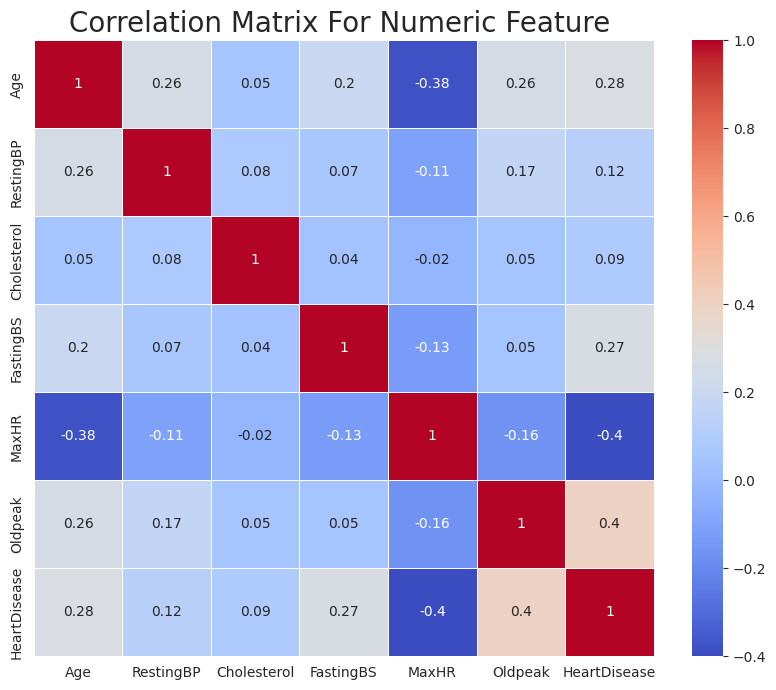 Correlation Matrix For Numeric Feature
Age 1 0.26 0.05 0.2 -0.38 0.26 0.28
RestingBP 0.26 1 0.08 0.07 -0.11 0.17 0.12
Cholesterol 0.05 0.08 1 0.04 -0.02 0.05 0.09
FastingBS 0.2 0.07 0.04 1 -0.13 0.05 0.27
MaxHR -0.38 -0.11 -0.02 -0.13 1 -0.16 -0.4
Oldpeak 0.26 0.17 0.05 0.05 -0.16 1 0.4
HeartDisease 0.28 0.12 0.09 0.27 -0.4 0.4 1
Age RestingBP Cholesterol FastingBS MaxHR Oldpeak HeartDisease
1.0
0.8
0.6
0.4
0.2
0.0
−0.2
−0.4